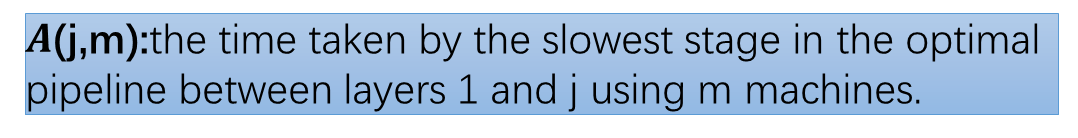 A(j,m):the time taken by the slowest stage in the optimal
pipeline between layers 1 and j using m machines.